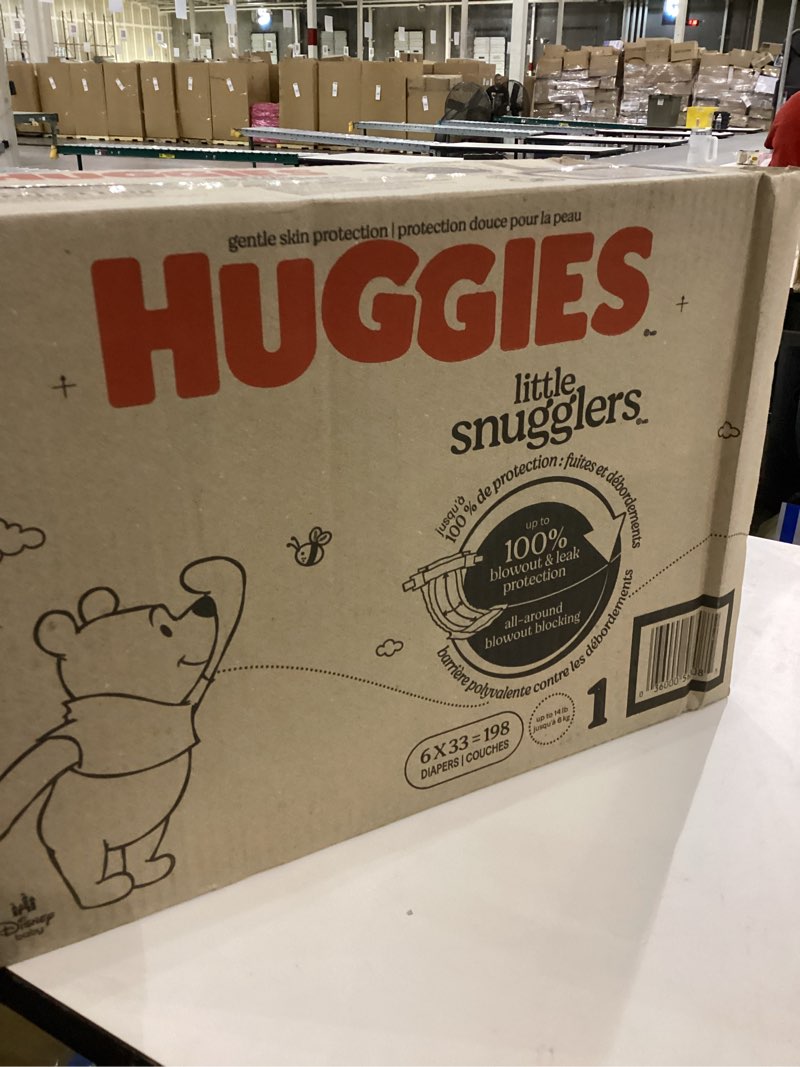 gentle skin protection | protection douce pour la peau
HUGGIES
little
snugglers
jusqu'à
100 % de protection : fuites et débordements
up to
100%
blowout & leak
protection
all-around
blowout blocking
barrière polyvalente contre les débordements
6 X 33 = 198
DIAPERS | COUCHES
up to 14 lb
jusqu'à 6 kg
1
Disney
baby